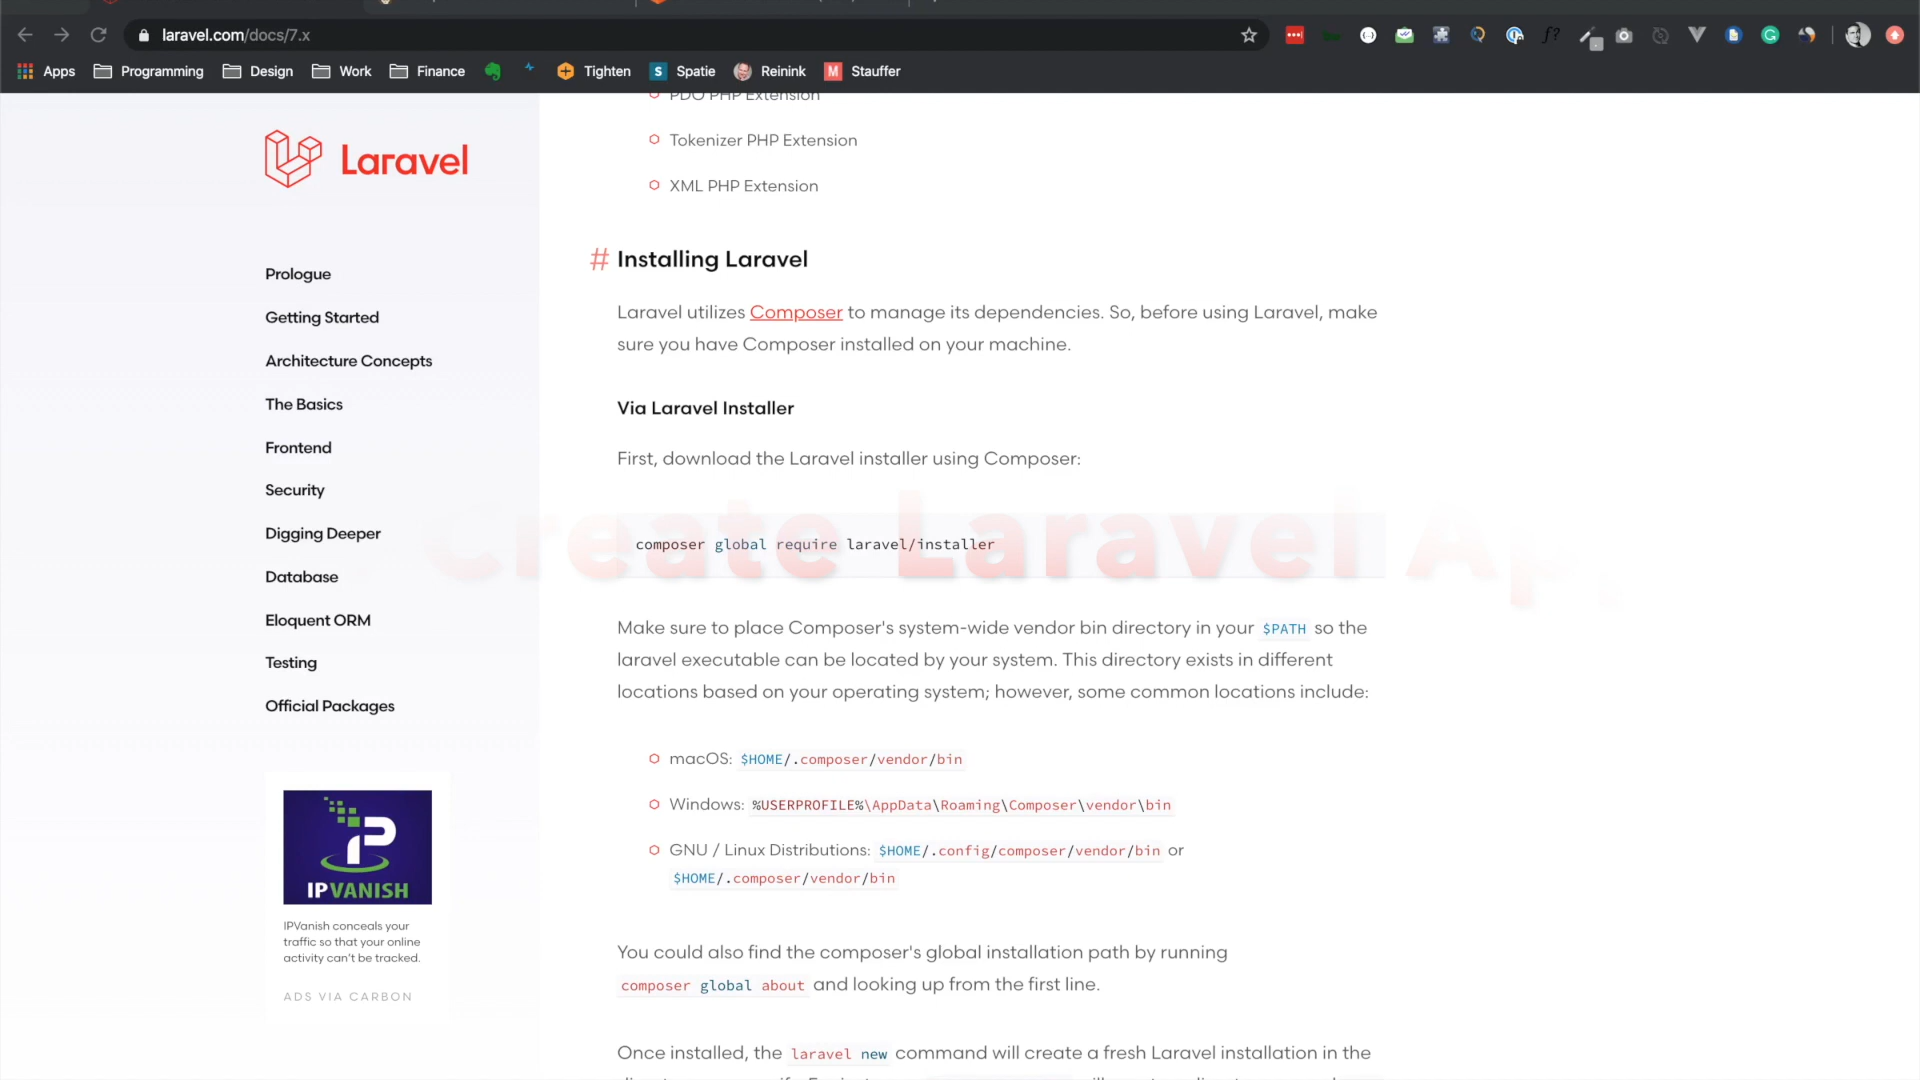 laravel.com/docs/7.x
Apps Programming Design Work Finance Tighten Spatie Reinink Stauffer
Laravel
Prologue
Getting Started
Architecture Concepts
The Basics
Frontend
Security
Digging Deeper
Database
Eloquent ORM
Testing
Official Packages
IPVANISH
IPVanish conceals your
traffic so that your online
activity can't be tracked.
ADS VIA CARBON
PDO PHP Extension
Tokenizer PHP Extension
XML PHP Extension
# Installing Laravel
Laravel utilizes Composer to manage its dependencies. So, before using Laravel, make
sure you have Composer installed on your machine.
Via Laravel Installer
First, download the Laravel installer using Composer:
Create Laravel App
composer global require laravel/installer
Make sure to place Composer's system-wide vendor bin directory in your $PATH so the
laravel executable can be located by your system. This directory exists in different
locations based on your operating system; however, some common locations include:
macOS: $HOME/.composer/vendor/bin
Windows: %USERPROFILE%\AppData\Roaming\Composer\vendor\bin
GNU / Linux Distributions: $HOME/.config/composer/vendor/bin or
$HOME/.composer/vendor/bin
You could also find the composer's global installation path by running
composer global about and looking up from the first line.
Once installed, the laravel new command will create a fresh Laravel installation in the